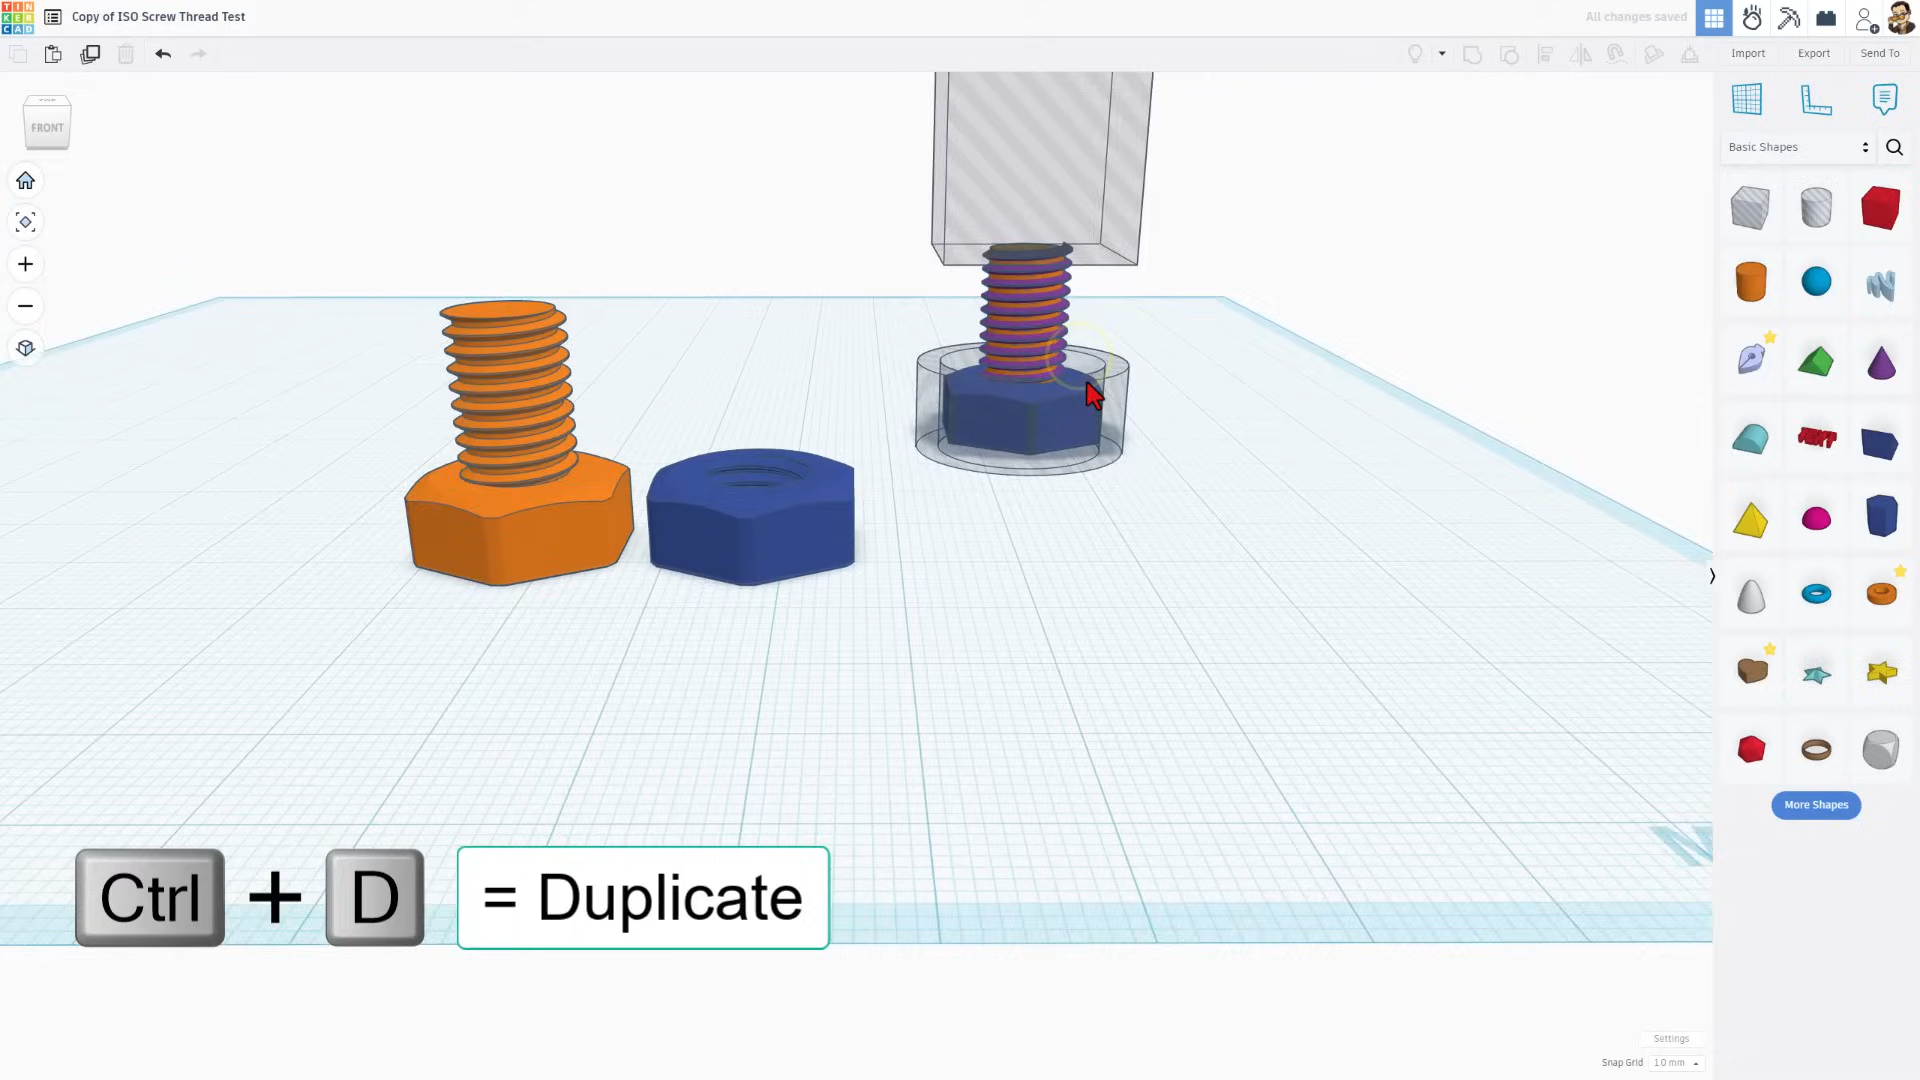 TIN
KER
CAD
Copy of ISO Screw Thread Test
All changes saved
Import
Export
Send To
FRONT
Basic Shapes
More Shapes
Ctrl + D = Duplicate
Settings
Snap Grid 1.0 mm